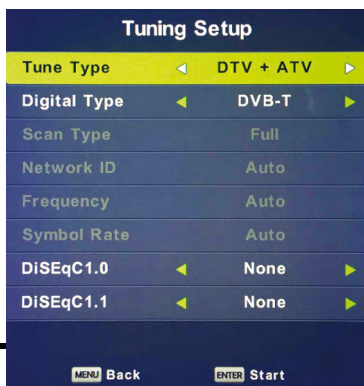 Tuning Setup
Tune Type DTV + ATV
Digital Type DVB-T
Scan Type Full
Network ID Auto
Frequency Auto
Symbol Rate Auto
DiSEqC1.0 None
DiSEqC1.1 None
MENU Back ENTER Start